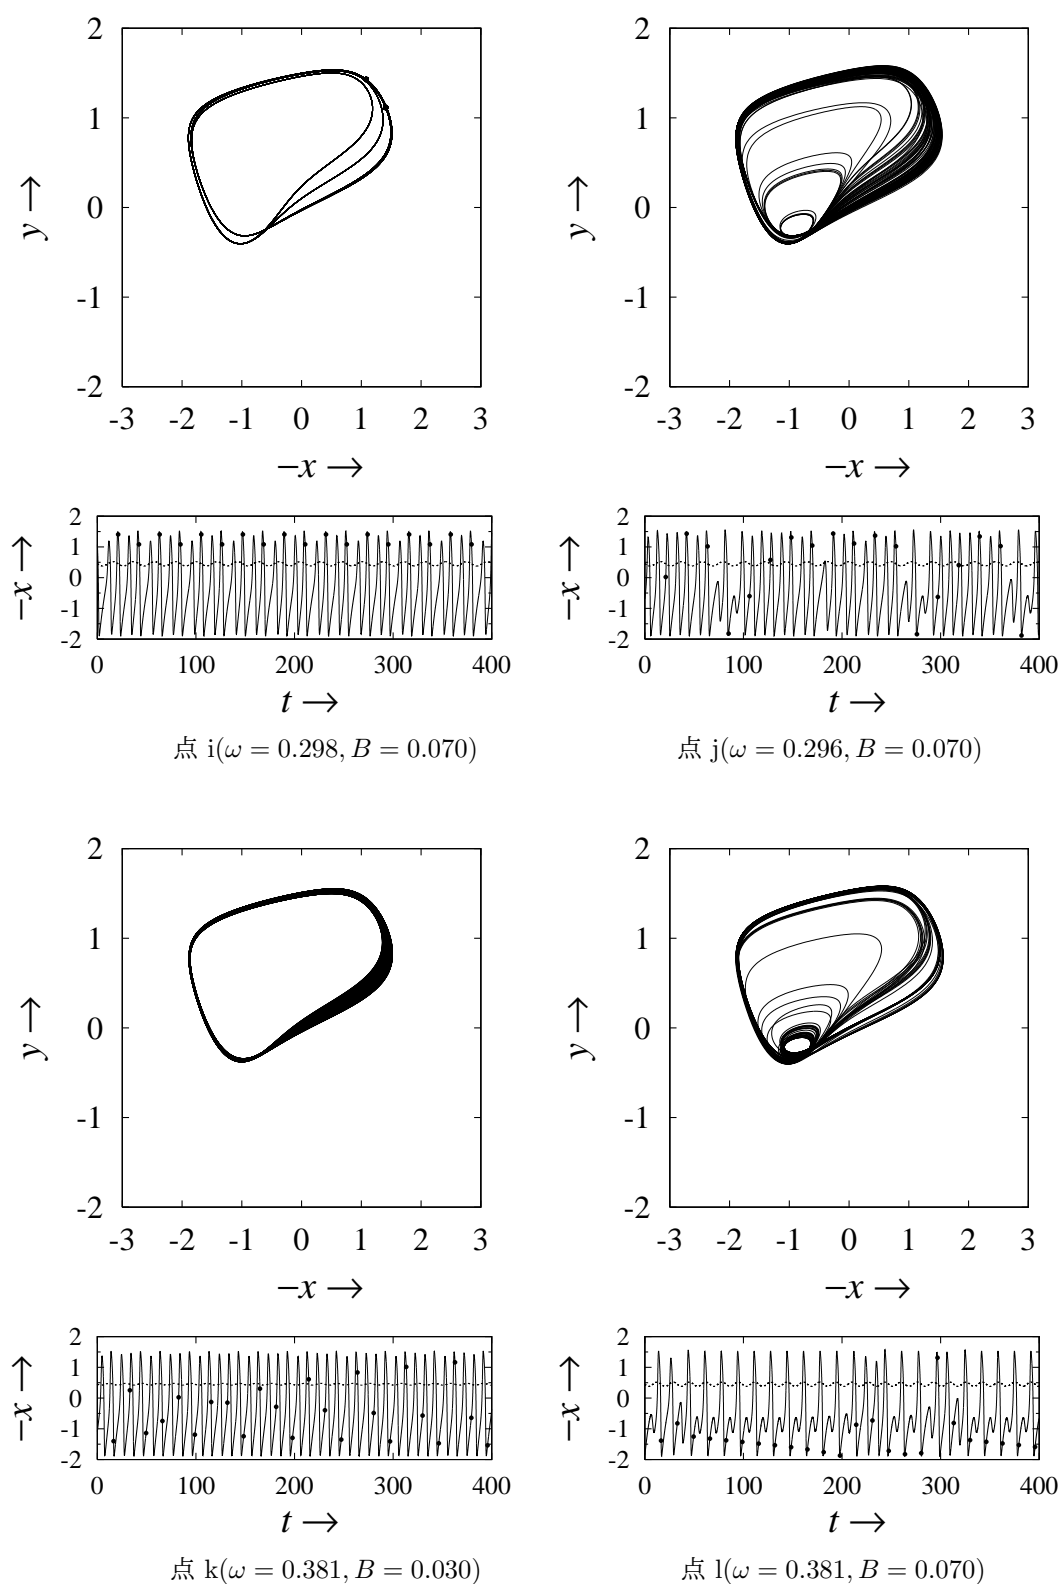 2 2
1 1
y → 0 y → 0
-1 -1
-2 -2
-3 -2 -1 0 1 2 3 -3 -2 -1 0 1 2 3
−x → −x →
2 2
1 1
−x → 0 −x → 0
-1 -1
-2 -2
0 100 200 300 400 0 100 200 300 400
t → t →
点 i(ω = 0.298, B = 0.070) 点 j(ω = 0.296, B = 0.070)
2 2
1 1
y → 0 y → 0
-1 -1
-2 -2
-3 -2 -1 0 1 2 3 -3 -2 -1 0 1 2 3
−x → −x →
2 2
1 1
−x → 0 −x → 0
-1 -1
-2 -2
0 100 200 300 400 0 100 200 300 400
t → t →
点 k(ω = 0.381, B = 0.030) 点 l(ω = 0.381, B = 0.070)